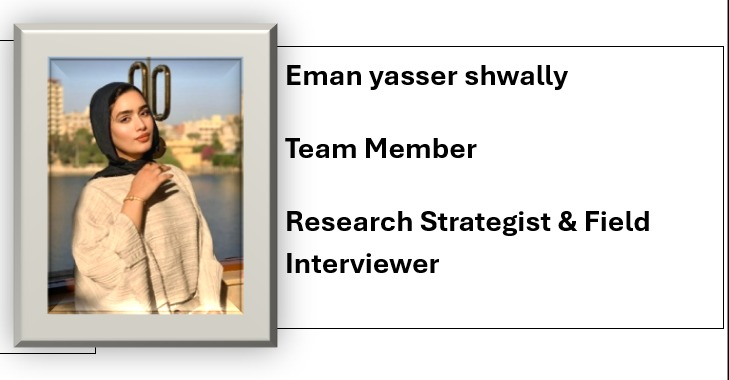 Eman yasser shwally
Team Member
Research Strategist & Field
Interviewer